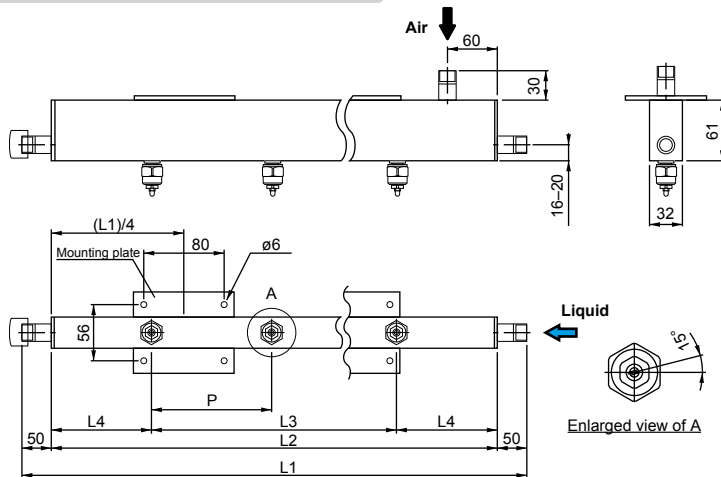 Air
60
30
61
16–20
32
(L1)/4
80
ø6
Mounting plate
A
56
Liquid
15°
P
L4
L3
L4
Enlarged view of A
50
L2
50
L1